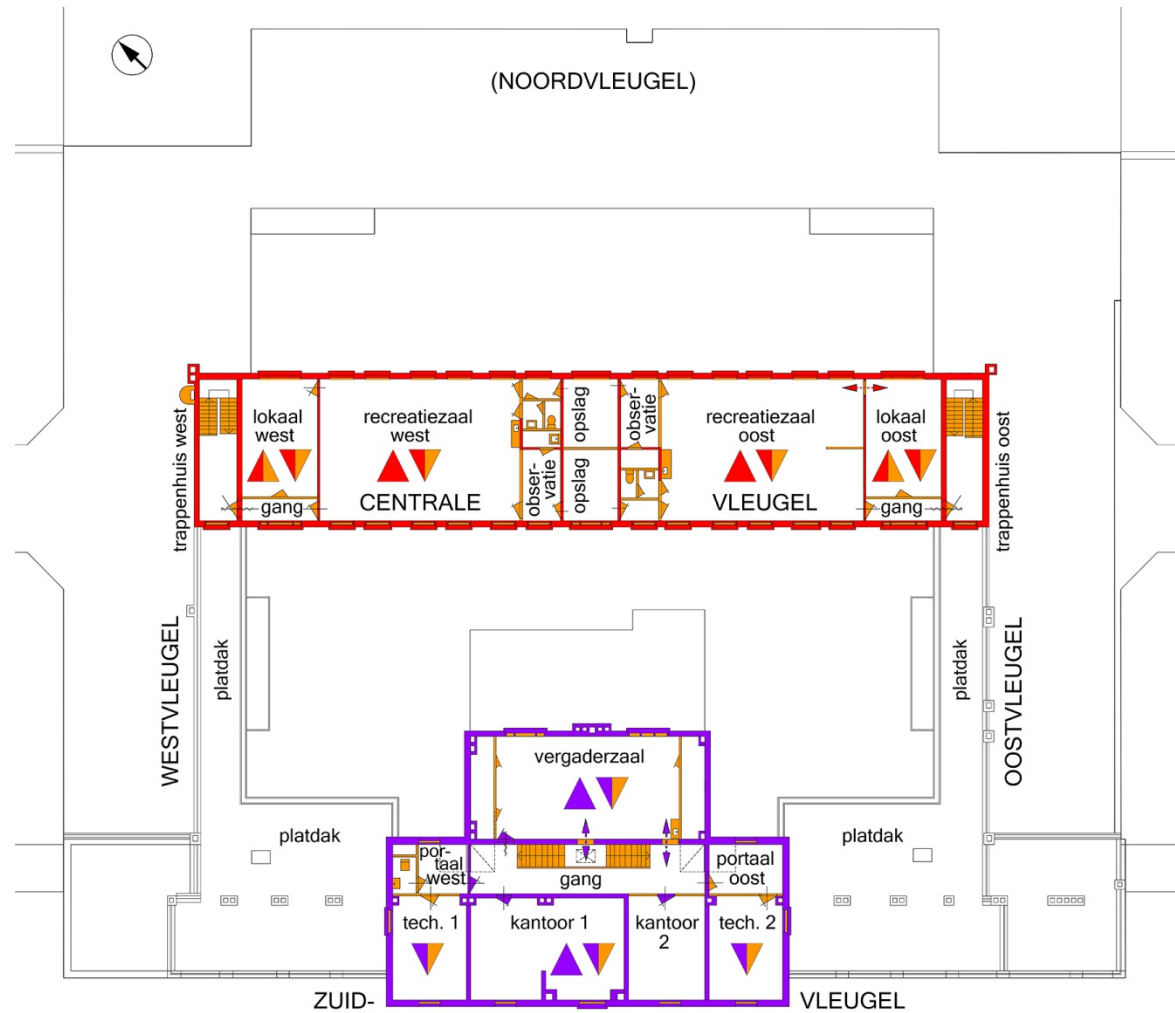 (NOORDVLEUGEL)
trappenhuis west
lokaal
west
gang
recreatiezaal
west
CENTRALE
obser-
vatie
opslag
opslag
obser-
vatie
recreatiezaal
oost
VLEUGEL
lokaal
oost
gang
trappenhuis oost
WESTVLEUGEL
platdak
platdak
OOSTVLEUGEL
vergaderzaal
platdak
platdak
por-
taal
west
gang
portaal
oost
tech. 1
kantoor 1
kantoor
2
tech. 2
ZUID-
VLEUGEL